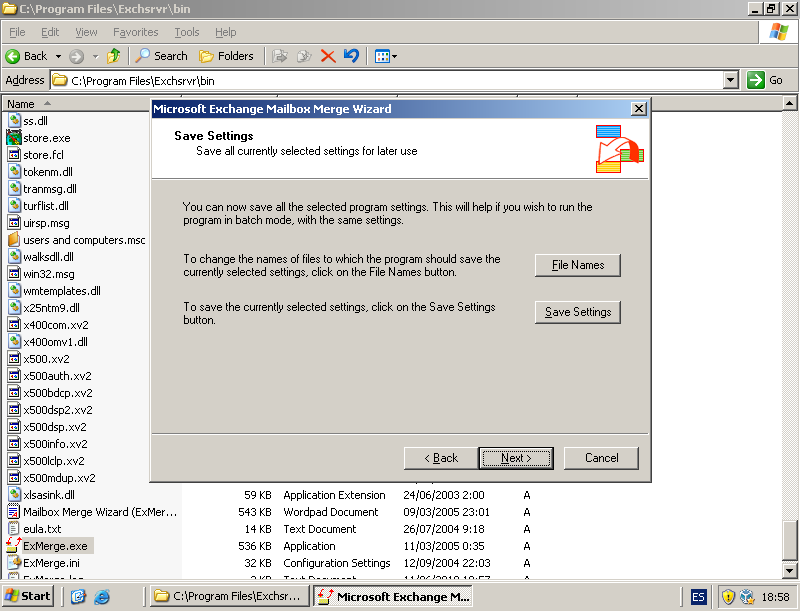 C:\Program Files\Exchsrvr\bin
File Edit View Favorites Tools Help
Back Search Folders
Address C:\Program Files\Exchsrvr\bin Go
Name
ss.dll
store.exe
store.fcl
tokenm.dll
tranmsg.dll
turflist.dll
uirsp.msg
users and computers.msc
walksdll.dll
win32.msg
wmtemplates.dll
x25ntm9.dll
x400com.xv2
x400omv1.dll
x500.xv2
x500auth.xv2
x500bdcp.xv2
x500dsp2.xv2
x500dsp.xv2
x500info.xv2
x500lclp.xv2
x500mdup.xv2
xlsasink.dll 59 KB Application Extension 24/06/2003 2:00 A
Mailbox Merge Wizard (ExMer... 543 KB Wordpad Document 09/03/2005 23:01 A
eula.txt 14 KB Text Document 26/07/2004 9:18 A
ExMerge.exe 536 KB Application 11/03/2005 0:35 A
ExMerge.ini 32 KB Configuration Settings 12/09/2004 22:03 A
Microsoft Exchange Mailbox Merge Wizard
Save Settings
Save all currently selected settings for later use
You can now save all the selected program settings. This will help if you wish to run the
program in batch mode, with the same settings.
To change the names of files to which the program should save the
currently selected settings, click on the File Names button.
File Names
To save the currently selected settings, click on the Save Settings
button.
Save Settings
< Back Next > Cancel
Start C:\Program Files\Exchsr... Microsoft Exchange M... ES 18:58